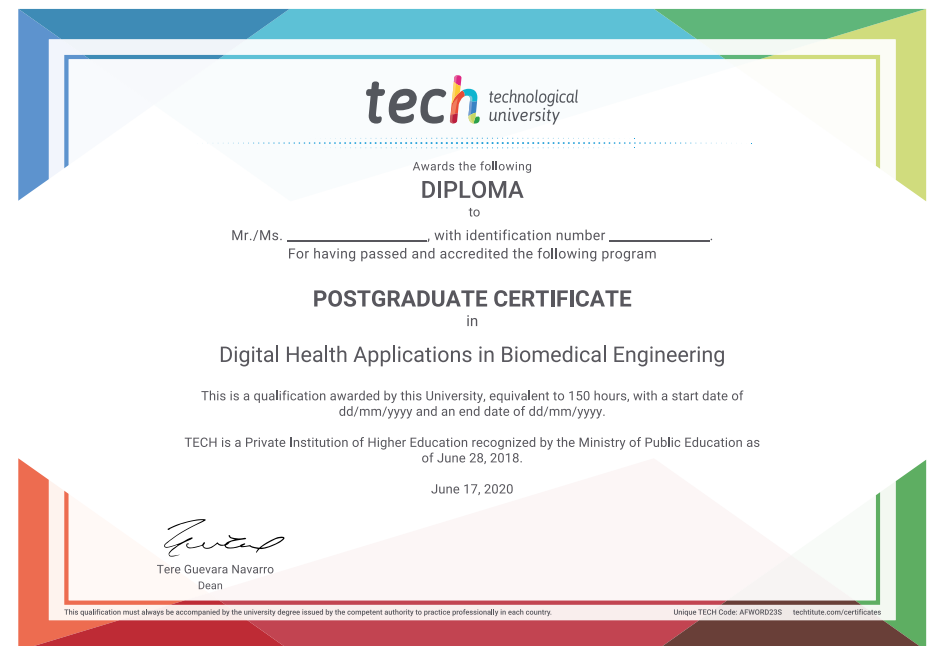 tech technological
university
Awards the following
DIPLOMA
to
Mr./Ms. ____________________, with identification number ______________.
For having passed and accredited the following program
POSTGRADUATE CERTIFICATE
in
Digital Health Applications in Biomedical Engineering
This is a qualification awarded by this University, equivalent to 150 hours, with a start date of
dd/mm/yyyy and an end date of dd/mm/yyyy.
TECH is a Private Institution of Higher Education recognized by the Ministry of Public Education as
of June 28, 2018.
June 17, 2020
Tere Guevara Navarro
Dean
This qualification must always be accompanied by the university degree issued by the competent authority to practice professionally in each country. Unique TECH Code: AFWORD23S techtitute.com/certificates